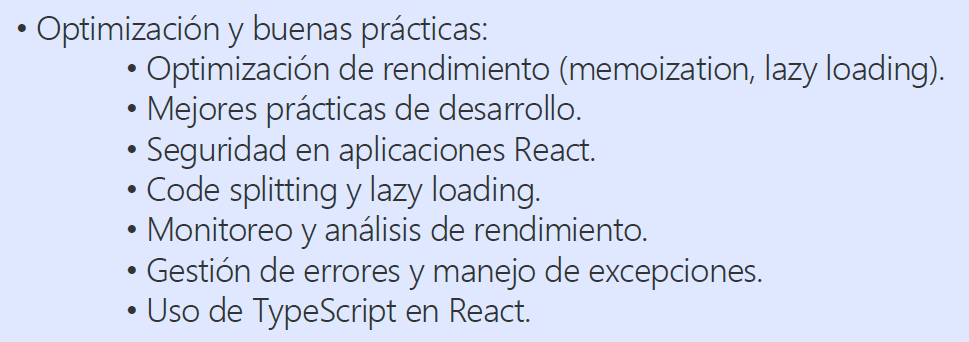 • Optimización y buenas prácticas:
• Optimización de rendimiento (memoization, lazy loading).
• Mejores prácticas de desarrollo.
• Seguridad en aplicaciones React.
• Code splitting y lazy loading.
• Monitoreo y análisis de rendimiento.
• Gestión de errores y manejo de excepciones.
• Uso de TypeScript en React.